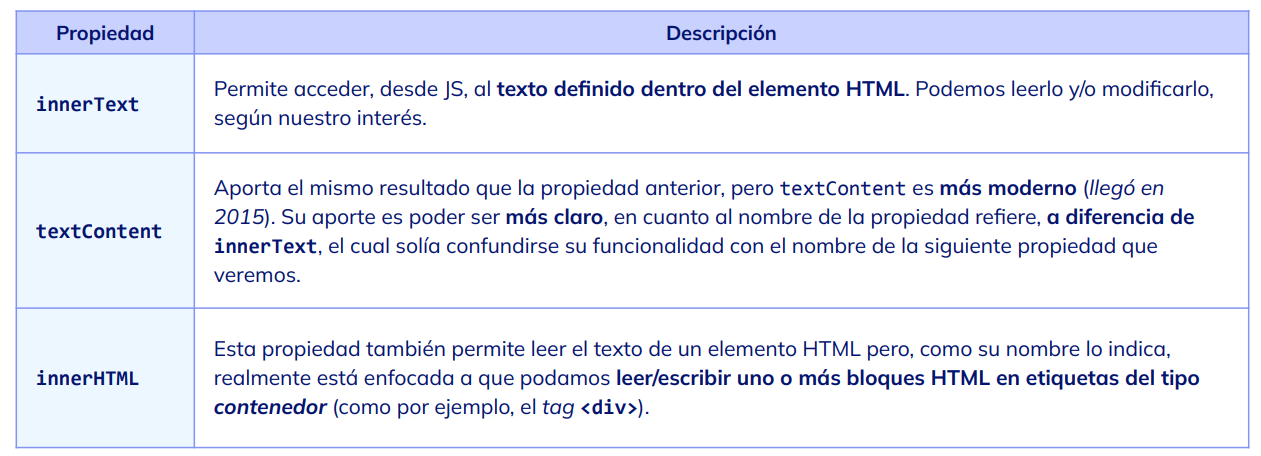 Propiedad Descripción
innerText
Permite acceder, desde JS, al texto definido dentro del elemento HTML. Podemos leerlo y/o modificarlo,
según nuestro interés.
textContent
Aporta el mismo resultado que la propiedad anterior, pero textContent es más moderno (llegó en
2015). Su aporte es poder ser más claro, en cuanto al nombre de la propiedad refiere, a diferencia de
innerText, el cual solía confundirse su funcionalidad con el nombre de la siguiente propiedad que
veremos.
innerHTML
Esta propiedad también permite leer el texto de un elemento HTML pero, como su nombre lo indica,
realmente está enfocada a que podamos leer/escribir uno o más bloques HTML en etiquetas del tipo
contenedor (como por ejemplo, el tag <div>).